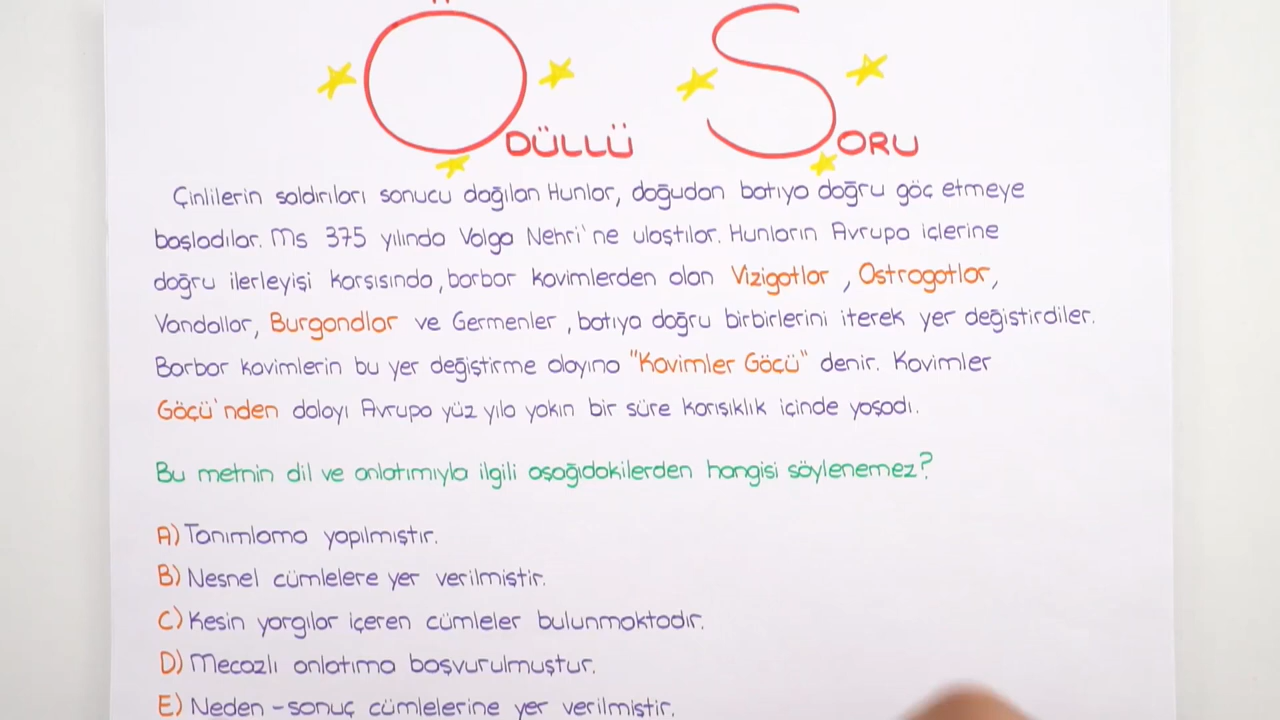 ÖDÜLLÜ SORU
Çinlilerin saldırıları sonucu dağılan Hunlar, doğudan batıya doğru göç etmeye
başladılar. Ms 375 yılında Volga Nehri'ne ulaştılar. Hunların Avrupa içlerine
doğru ilerleyişi karşısında, barbar kavimlerden olan Vizigotlar, Ostrogotlar,
Vandallar, Burgondlar ve Germenler, batıya doğru birbirlerini iterek yer değiştirdiler.
Barbar kavimlerin bu yer değiştirme olayına "Kavimler Göçü" denir. Kavimler
Göçü'nden dolayı Avrupa yüz yıla yakın bir süre karışıklık içinde yaşadı.
Bu metnin dil ve anlatımıyla ilgili aşağıdakilerden hangisi söylenemez?
A) Tanımlama yapılmıştır.
B) Nesnel cümlelere yer verilmiştir.
C) Kesin yargılar içeren cümleler bulunmaktadır.
D) Mecazlı anlatıma başvurulmuştur.
E) Neden-sonuç cümlelerine yer verilmiştir.